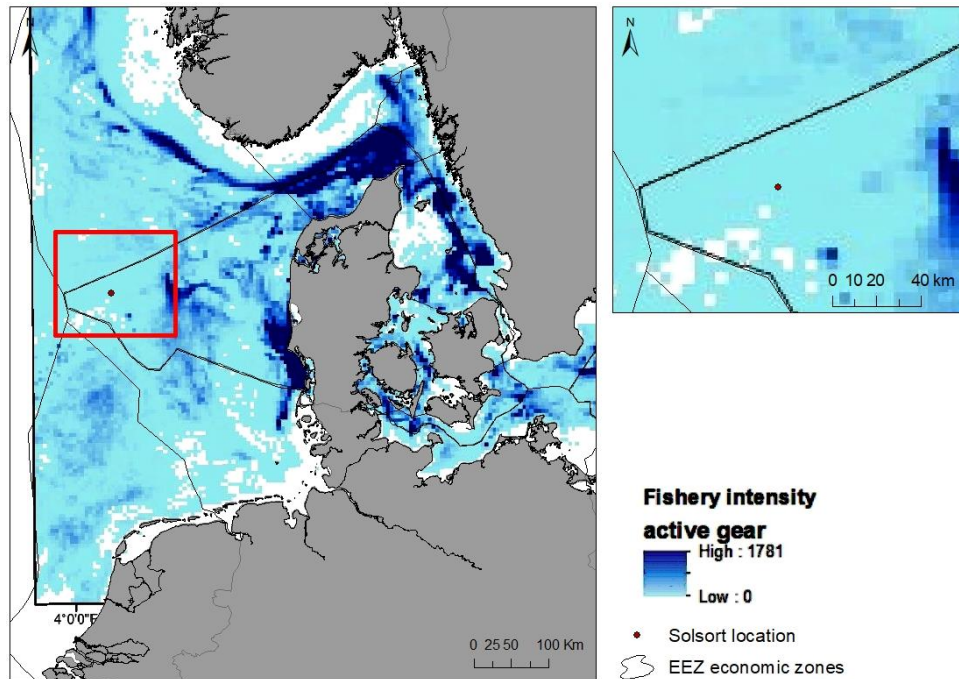 N
4°0'0"E
0 25 50 100 Km
N
0 10 20 40 km
Fishery intensity
active gear
High : 1781
Low : 0
Solsort location
EEZ economic zones